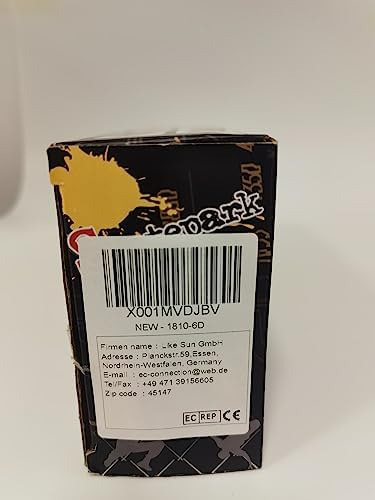 X001MVDJBV
NEW - 1810-6D
Firmen name : Like Sun GmbH
Adresse : Planckstr.59,Essen,
Nordrhein-Westfalen, Germany
E-mail : ec-connection@web.de
Tel/Fax : +49 471 39156605
Zip code : 45147
EC REP CE